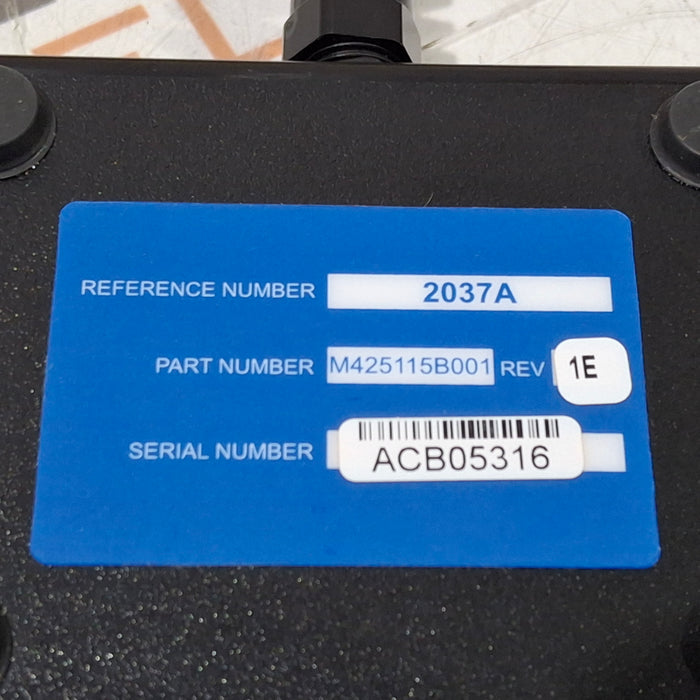 REFERENCE NUMBER 2037A
PART NUMBER M425115B001 REV 1E
SERIAL NUMBER ACB05316